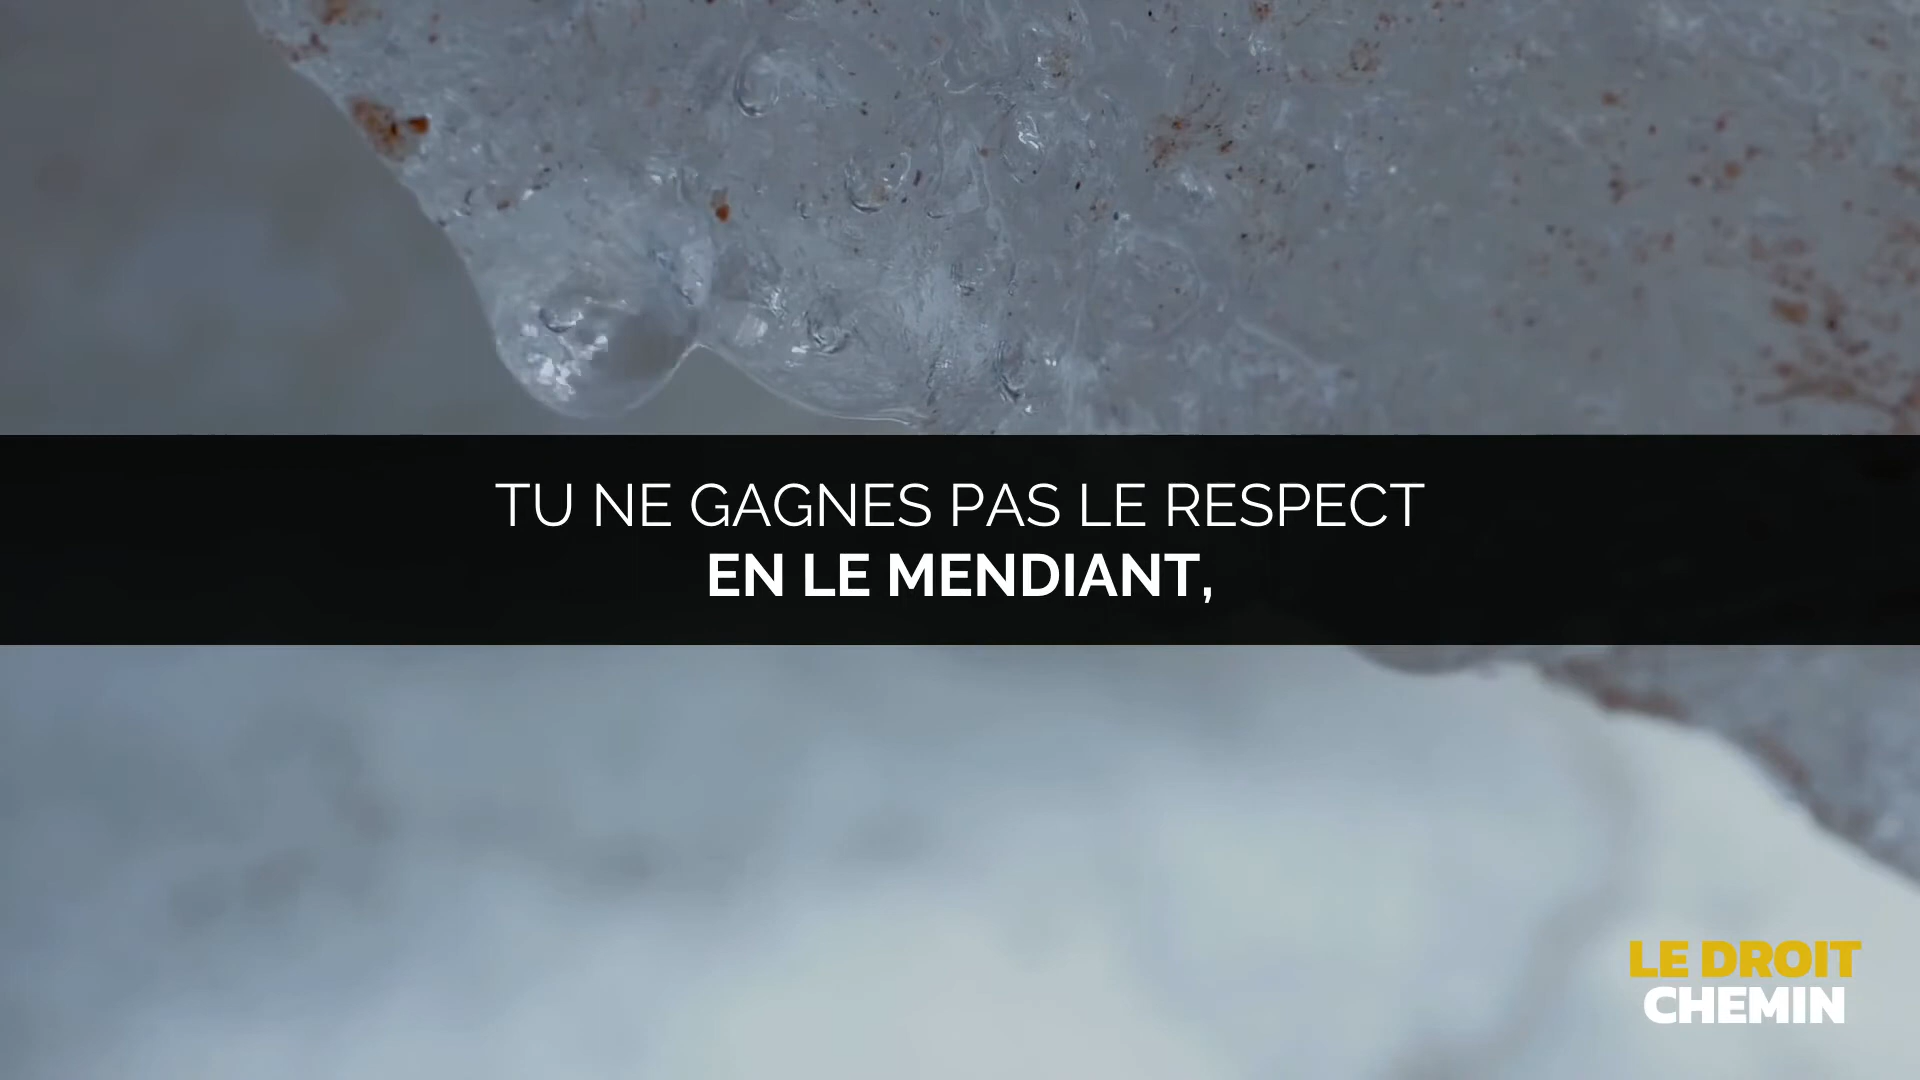 TU NE GAGNES PAS LE RESPECT
EN LE MENDIANT,
LE DROIT
CHEMIN